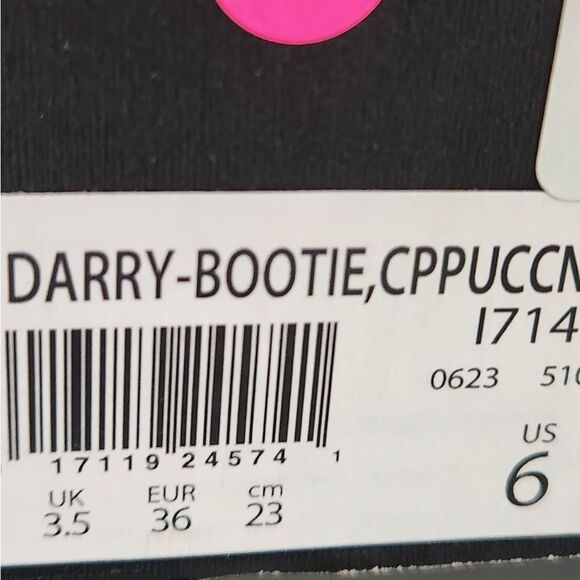 DARRY-BOOTIE,CPPUCCN
I714
0623 510
17119 24574 1
US
6
UK EUR cm
3.5 36 23